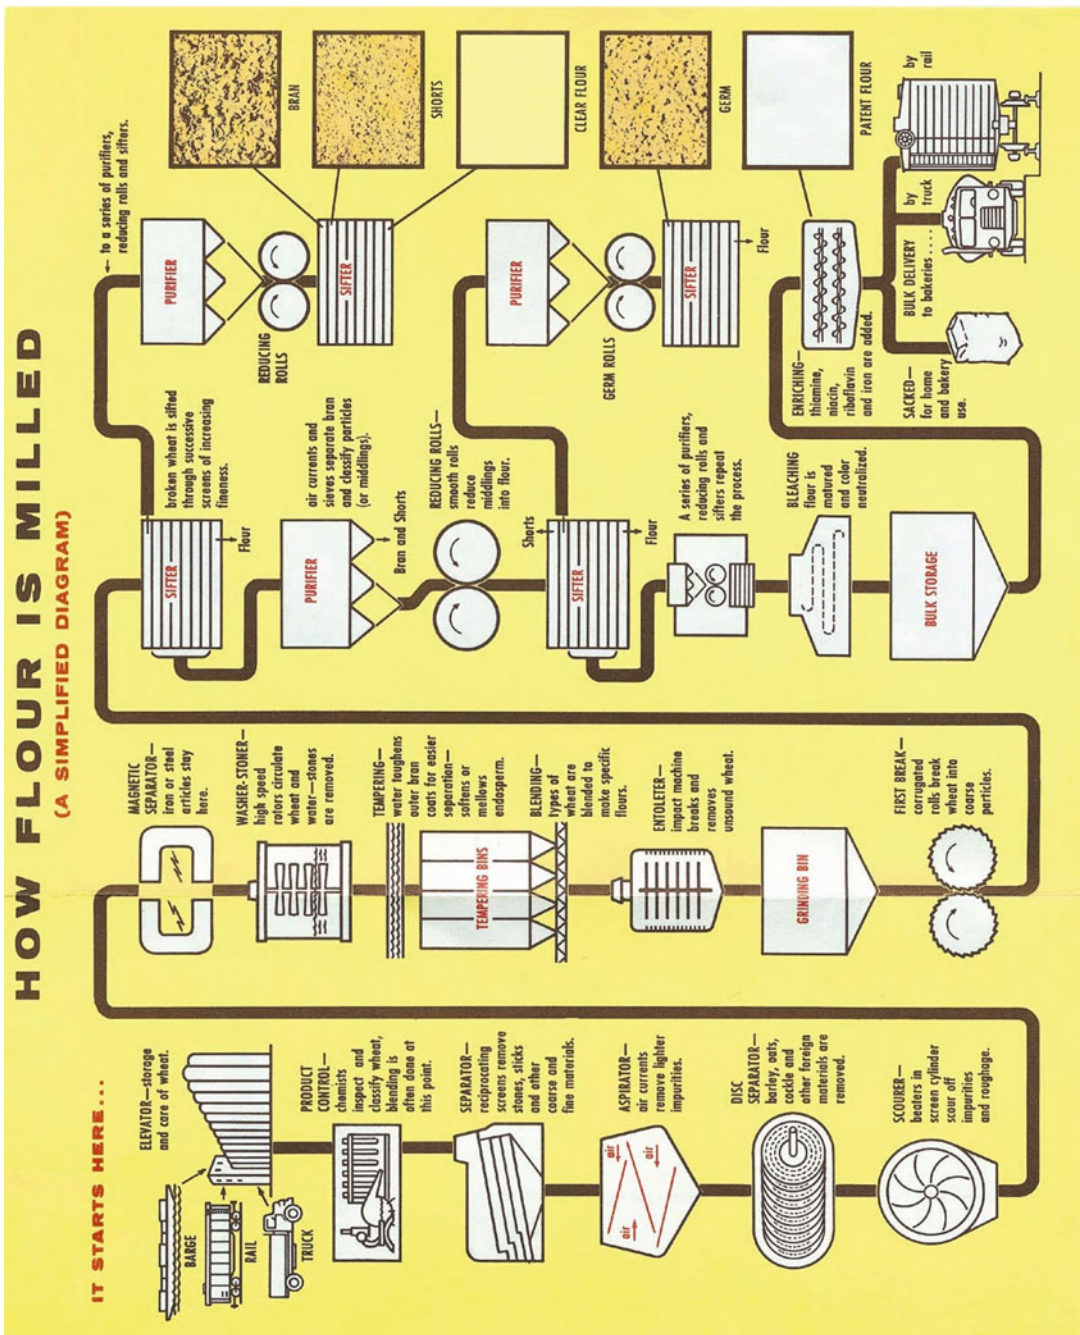 HOW FLOUR IS MILLED
(A SIMPLIFIED DIAGRAM)
IT STARTS HERE...
BARGE
RAIL
TRUCK
ELEVATOR—storage
and care of wheat.
PRODUCT
CONTROL—
chemists
inspect and
classify wheat,
blending is
often done at
this point.
SEPARATOR—
reciprocating
screens remove
stones, sticks
and other
coarse and
fine materials.
air
air
air
ASPIRATOR—
air currents
remove lighter
impurities.
DISC
SEPARATOR—
barley, oats,
cockle and
other foreign
materials are
removed.
SCOURER—
beaters in
screen cylinder
scour off
impurities
and roughage.
MAGNETIC
SEPARATOR—
iron or steel
articles stay
here.
WASHER-STONER—
high speed
rotors circulate
wheat and
water—stones
are removed.
TEMPERING—
water toughens
outer bran
coats for easier
separation—
softens or
mellows
endosperm.
TEMPERING BINS
BLENDING—
types of
wheat are
blended to
make specific
flours.
ENTOLETER—
impact machine
breaks and
removes
unsound wheat.
GRINDING BIN
FIRST BREAK—
corrugated
rolls break
wheat into
coarse
particles.
SIFTER
broken wheat is sifted
through successive
screens of increasing
fineness.
Flour
PURIFIER
air currents and
sieves separate bran
and classify particles
(or middlings).
Bran and Shorts
REDUCING ROLLS—
smooth rolls
reduce
middlings
into flour.
Shorts
SIFTER
Flour
A series of purifiers,
reducing rolls and
sifters repeat
the process.
BLEACHING
flour is
matured
and color
neutralized.
BULK STORAGE
to a series of purifiers,
reducing rolls and sifters.
PURIFIER
REDUCING
ROLLS
SIFTER
BRAN
SHORTS
CLEAR FLOUR
PURIFIER
GERM ROLLS
SIFTER
Flour
GERM
PATENT FLOUR
ENRICHING—
thiamine,
niacin,
riboflavin
and iron are added.
SACKED—
for home
and bakery
use.
BULK DELIVERY
to bakeries....
by
truck
by
rail